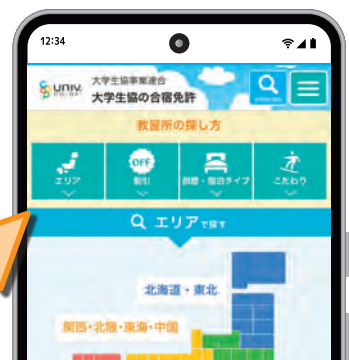 12:34
univ.
CO-OP
大学生協事業連合
大学生協の合宿免許
教習所の探し方
エリア
OFF
割引
部屋・宿泊タイプ
こだわり
エリアで探す
北海道・東北
関西・北陸・東海・中国